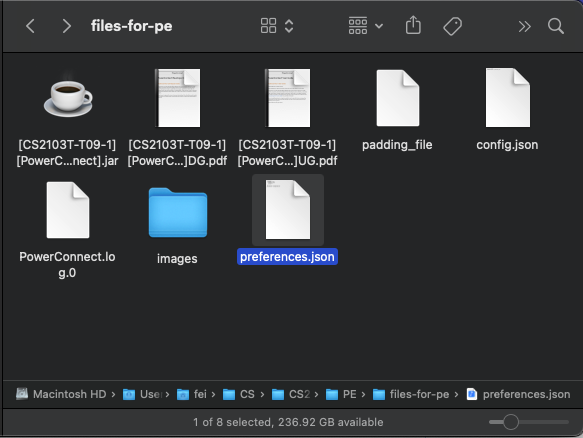 files-for-pe
[CS2103T-T09-1] [CS2103T-T09-1] [CS2103T-T09-1] padding_file config.json
[PowerC...nect].jar [PowerC...]DG.pdf [PowerC...]UG.pdf
PowerConnect.lo images preferences.json
g.0
Macintosh HD › Use › fei › CS › CS2 › PE › files-for-pe › preferences.json
1 of 8 selected, 236.92 GB available